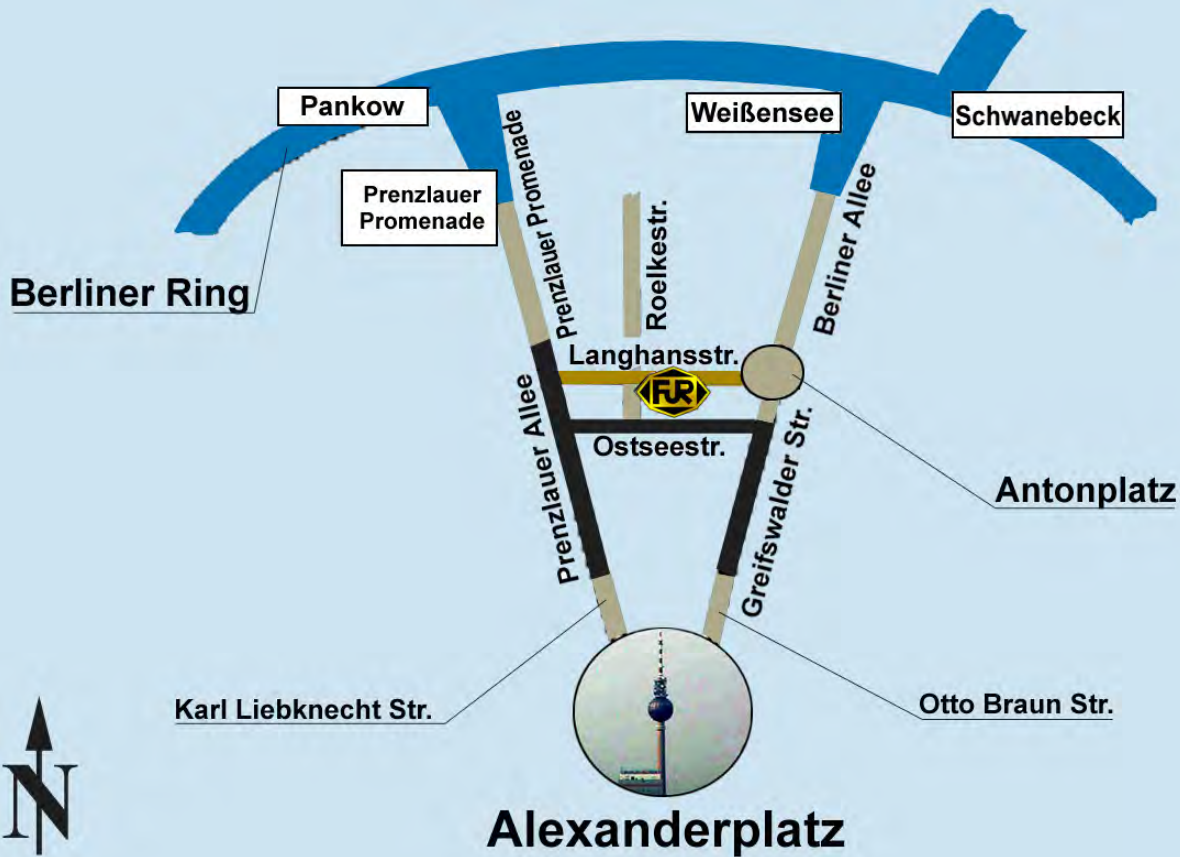 Pankow
Weißensee
Schwanebeck
Prenzlauer
Promenade
Prenzlauer Promenade
Roelkestr.
Berliner Allee
Berliner Ring
Langhansstr.
FUR
Prenzlauer Allee
Ostseestr.
Greifswalder Str.
Antonplatz
Karl Liebknecht Str.
Otto Braun Str.
N
Alexanderplatz